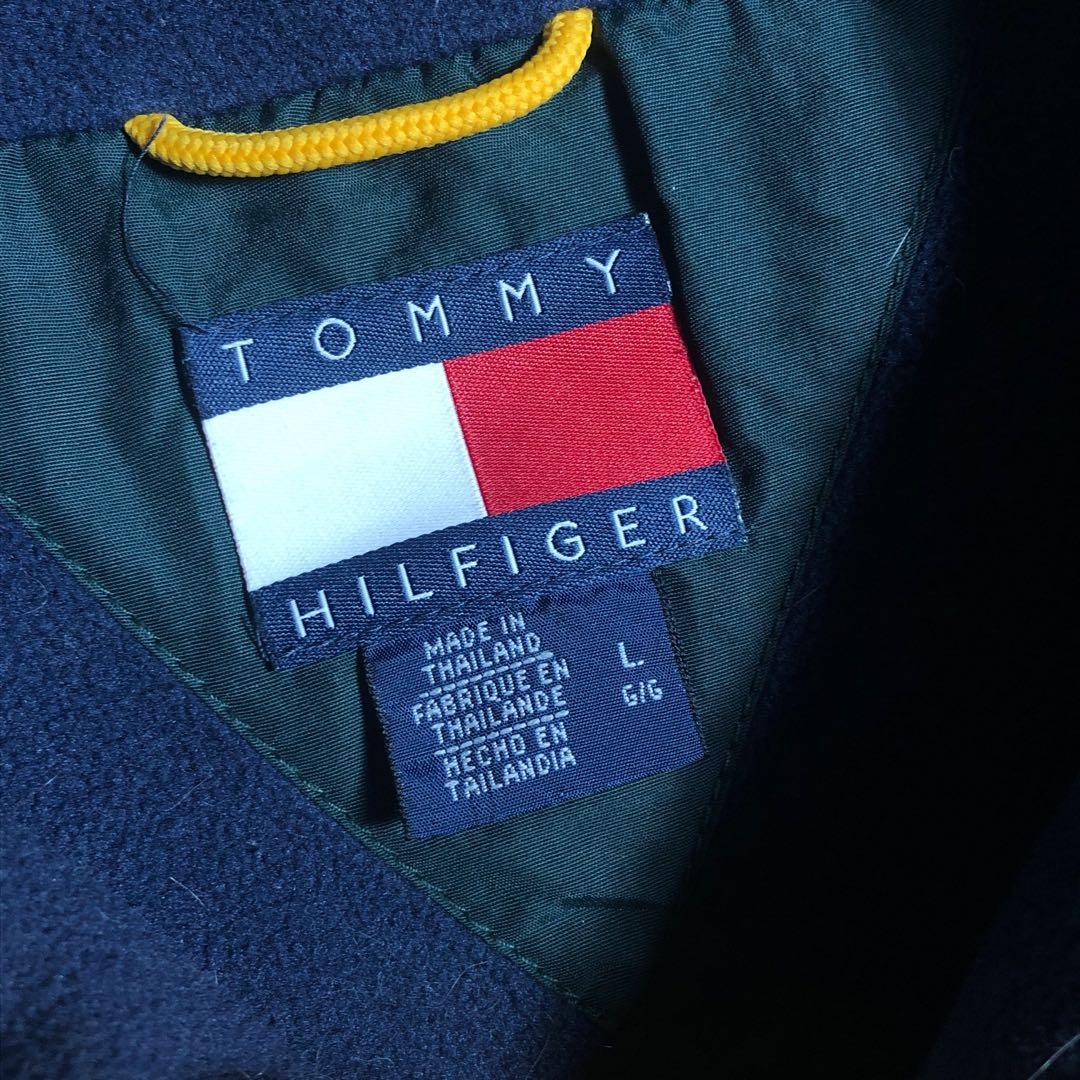 TOMMY
HILFIGER
MADE IN
THAILAND
FABRIQUE EN
THAILANDE
HECHO EN
TAILANDIA
L
G/G